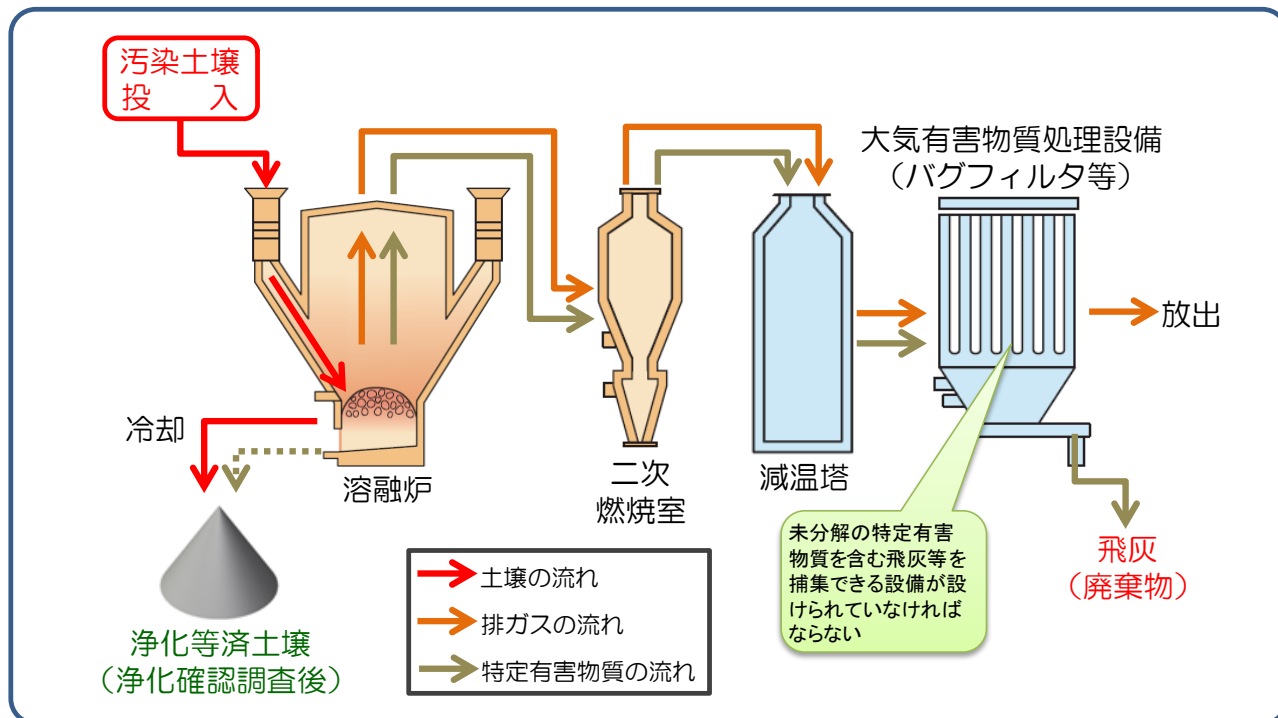 汚染土壌
投　　入
大気有害物質処理設備
（バグフィルタ等）
放出
冷却
溶融炉
二次
燃焼室
減温塔
未分解の特定有害
物質を含む飛灰等を
捕集できる設備が設
けられていなければ
ならない
飛灰
（廃棄物）
浄化等済土壌
（浄化確認調査後）
土壌の流れ
排ガスの流れ
特定有害物質の流れ